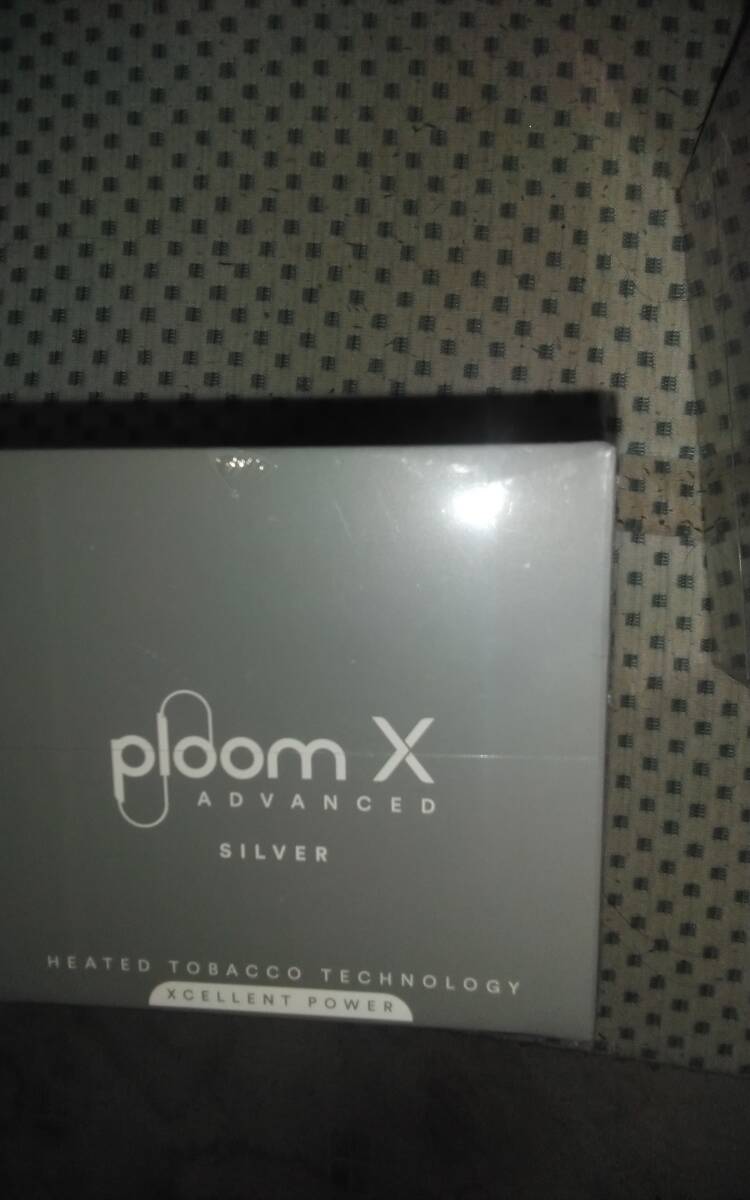 ploom X
ADVANCED
SILVER
HEATED TOBACCO TECHNOLOGY
XCELLENT POWER